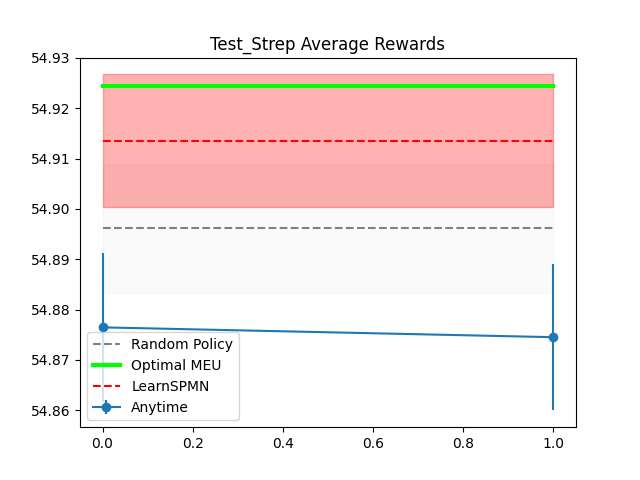 Test_Strep Average Rewards
54.93
54.92
54.91
54.90
54.89
54.88
54.87
54.86
Random Policy
Optimal MEU
LearnSPMN
Anytime
0.0 0.2 0.4 0.6 0.8 1.0